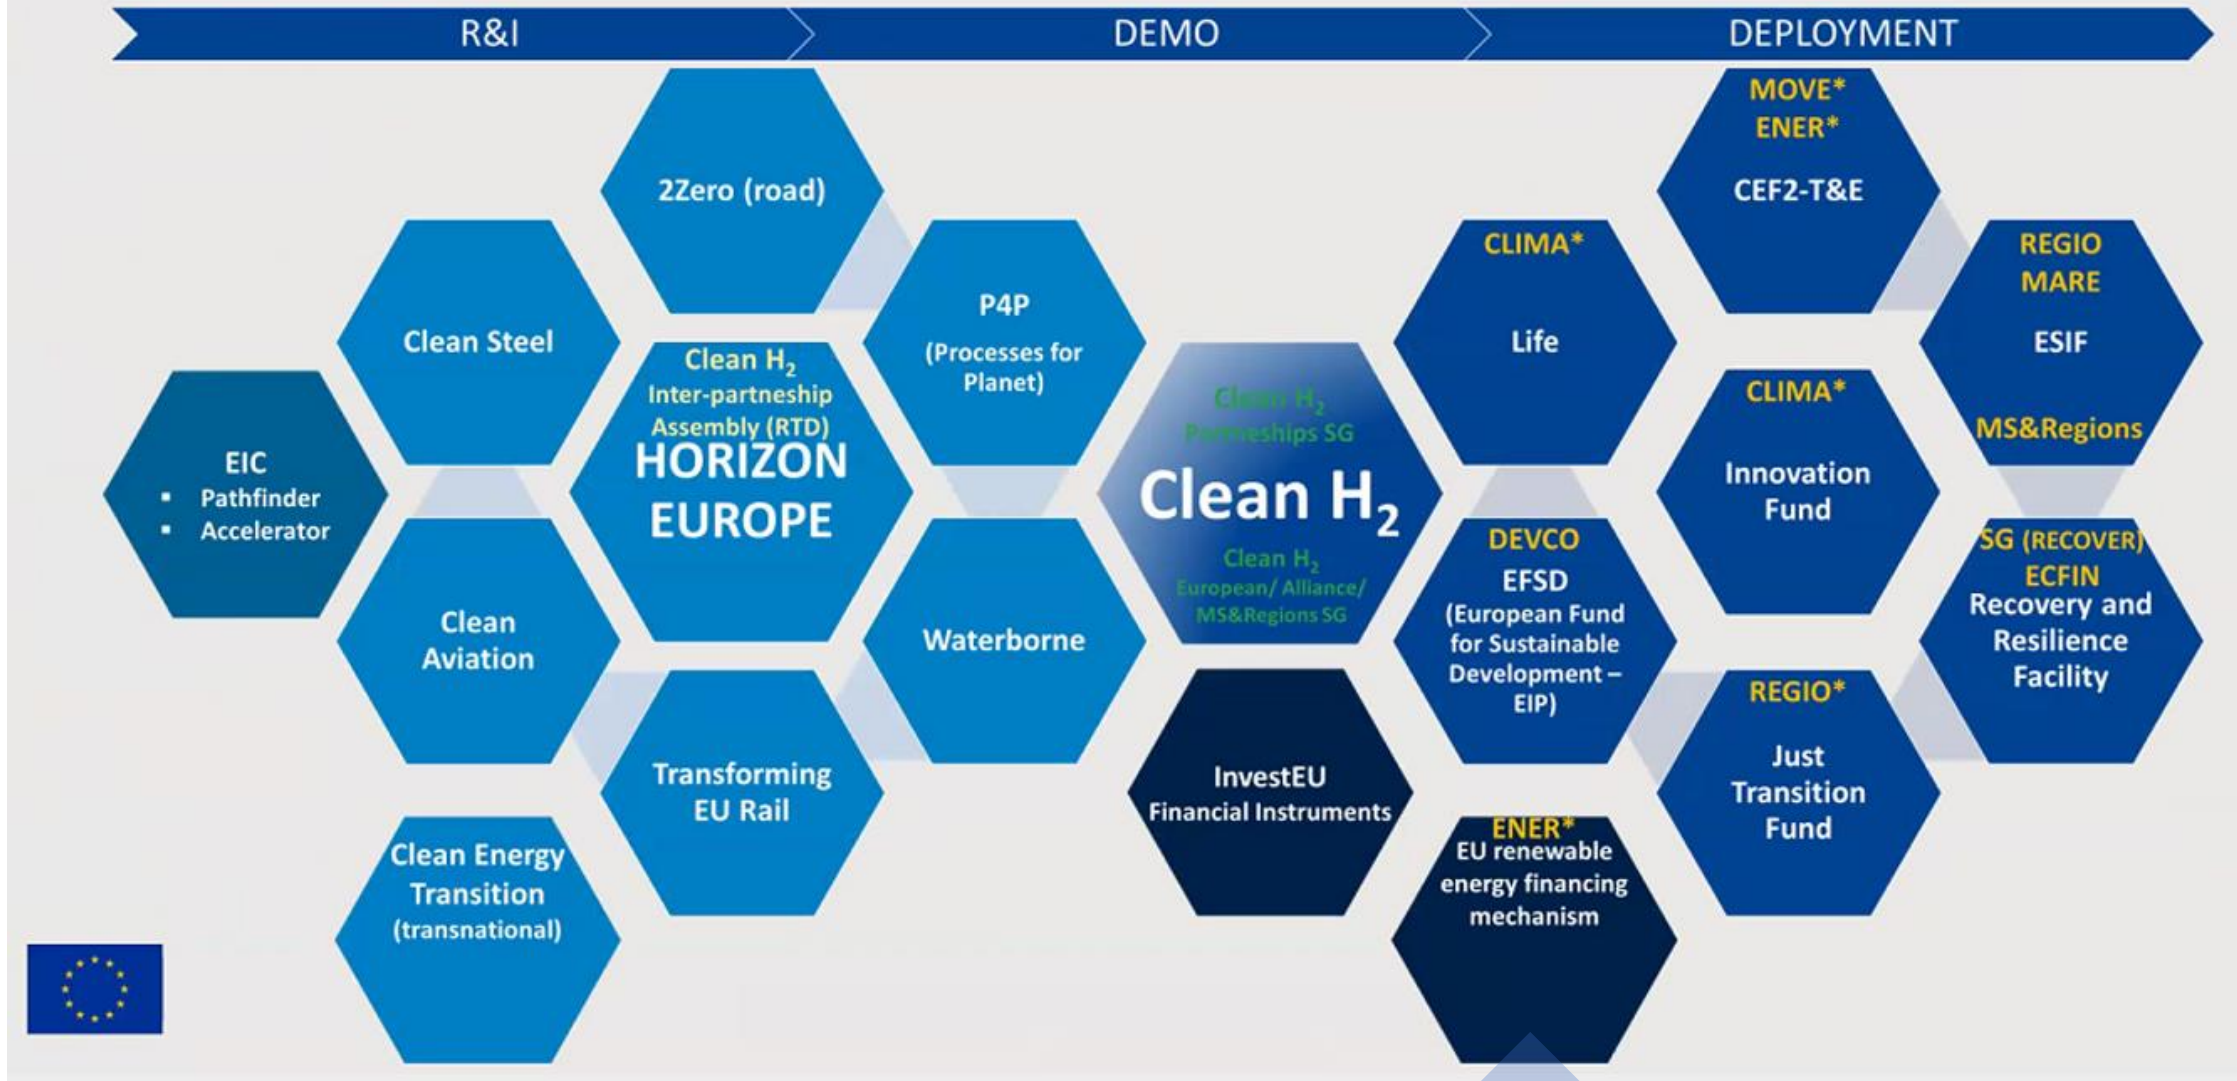 R&I
DEMO
DEPLOYMENT
2Zero (road)
Clean Steel
EIC
▪ Pathfinder
▪ Accelerator
Clean H2
Inter-partneship
Assembly (RTD)
HORIZON
EUROPE
P4P
(Processes for
Planet)
Clean
Aviation
Waterborne
Transforming
EU Rail
Clean Energy
Transition
(transnational)
Clean H2
Partneships SG
Clean H2
Clean H2
European/ Alliance/
MS&Regions SG
InvestEU
Financial Instruments
MOVE*
ENER*
CEF2-T&E
CLIMA*
Life
REGIO
MARE
ESIF
MS&Regions
CLIMA*
Innovation
Fund
DEVCO
EFSD
(European Fund
for Sustainable
Development –
EIP)
SG (RECOVER)
ECFIN
Recovery and
Resilience
Facility
REGIO*
Just
Transition
Fund
ENER*
EU renewable
energy financing
mechanism